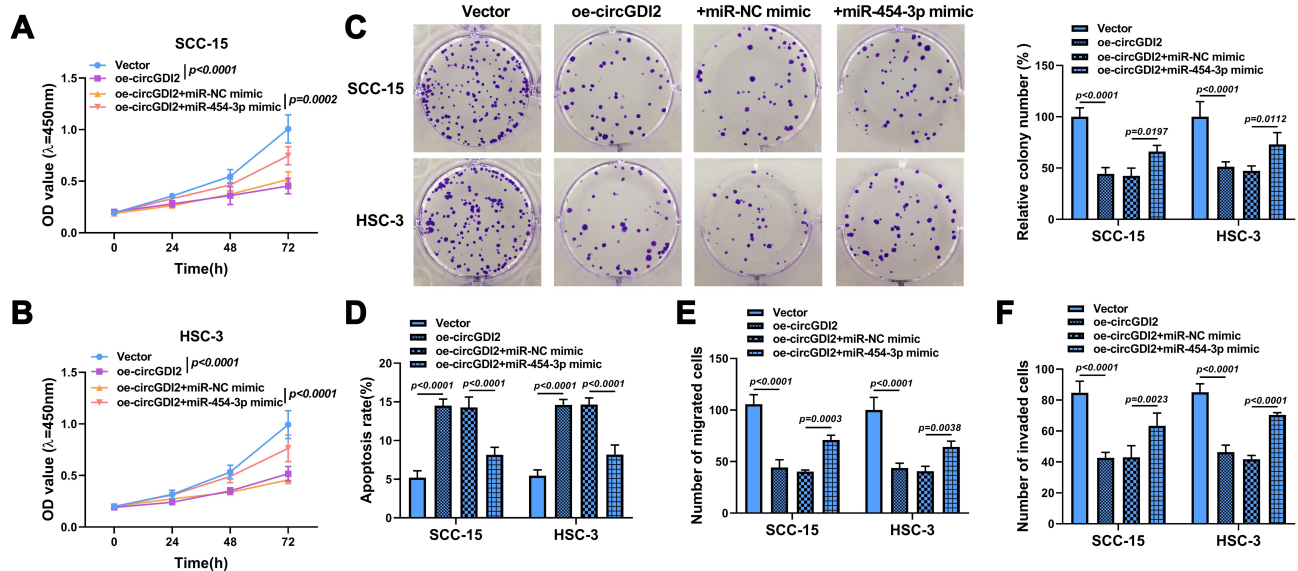 A
SCC-15
Vector
oe-circGDI2
p<0.0001
oe-circGDI2+miR-NC mimic
oe-circGDI2+miR-454-3p mimic
p=0.0002
OD value (λ=450nm)
1.5
1.0
0.5
0.0
0 24 48 72
Time(h)
B
HSC-3
Vector
oe-circGDI2
p<0.0001
oe-circGDI2+miR-NC mimic
oe-circGDI2+miR-454-3p mimic
p<0.0001
OD value (λ=450nm)
1.5
1.0
0.5
0.0
0 24 48 72
Time(h)
C
Vector oe-circGDI2 +miR-NC mimic +miR-454-3p mimic
SCC-15
HSC-3
Vector
oe-circGDI2
oe-circGDI2+miR-NC mimic
oe-circGDI2+miR-454-3p mimic
Relative colony number (% )
150
100
50
0
p<0.0001 p=0.0197 p<0.0001 p=0.0112
SCC-15 HSC-3
D
Vector
oe-circGDI2
oe-circGDI2+miR-NC mimic
oe-circGDI2+miR-454-3p mimic
Apoptosis rate(%)
20
15
10
5
0
p<0.0001 p<0.0001 p<0.0001 p<0.0001
SCC-15 HSC-3
E
Vector
oe-circGDI2
oe-circGDI2+miR-NC mimic
oe-circGDI2+miR-454-3p mimic
Number of migrated cells
150
100
50
0
p<0.0001 p=0.0003 p<0.0001 p=0.0038
SCC-15 HSC-3
F
Vector
oe-circGDI2
oe-circGDI2+miR-NC mimic
oe-circGDI2+miR-454-3p mimic
Number of invaded cells
100
80
60
40
20
0
p<0.0001 p=0.0023 p<0.0001 p<0.0001
SCC-15 HSC-3